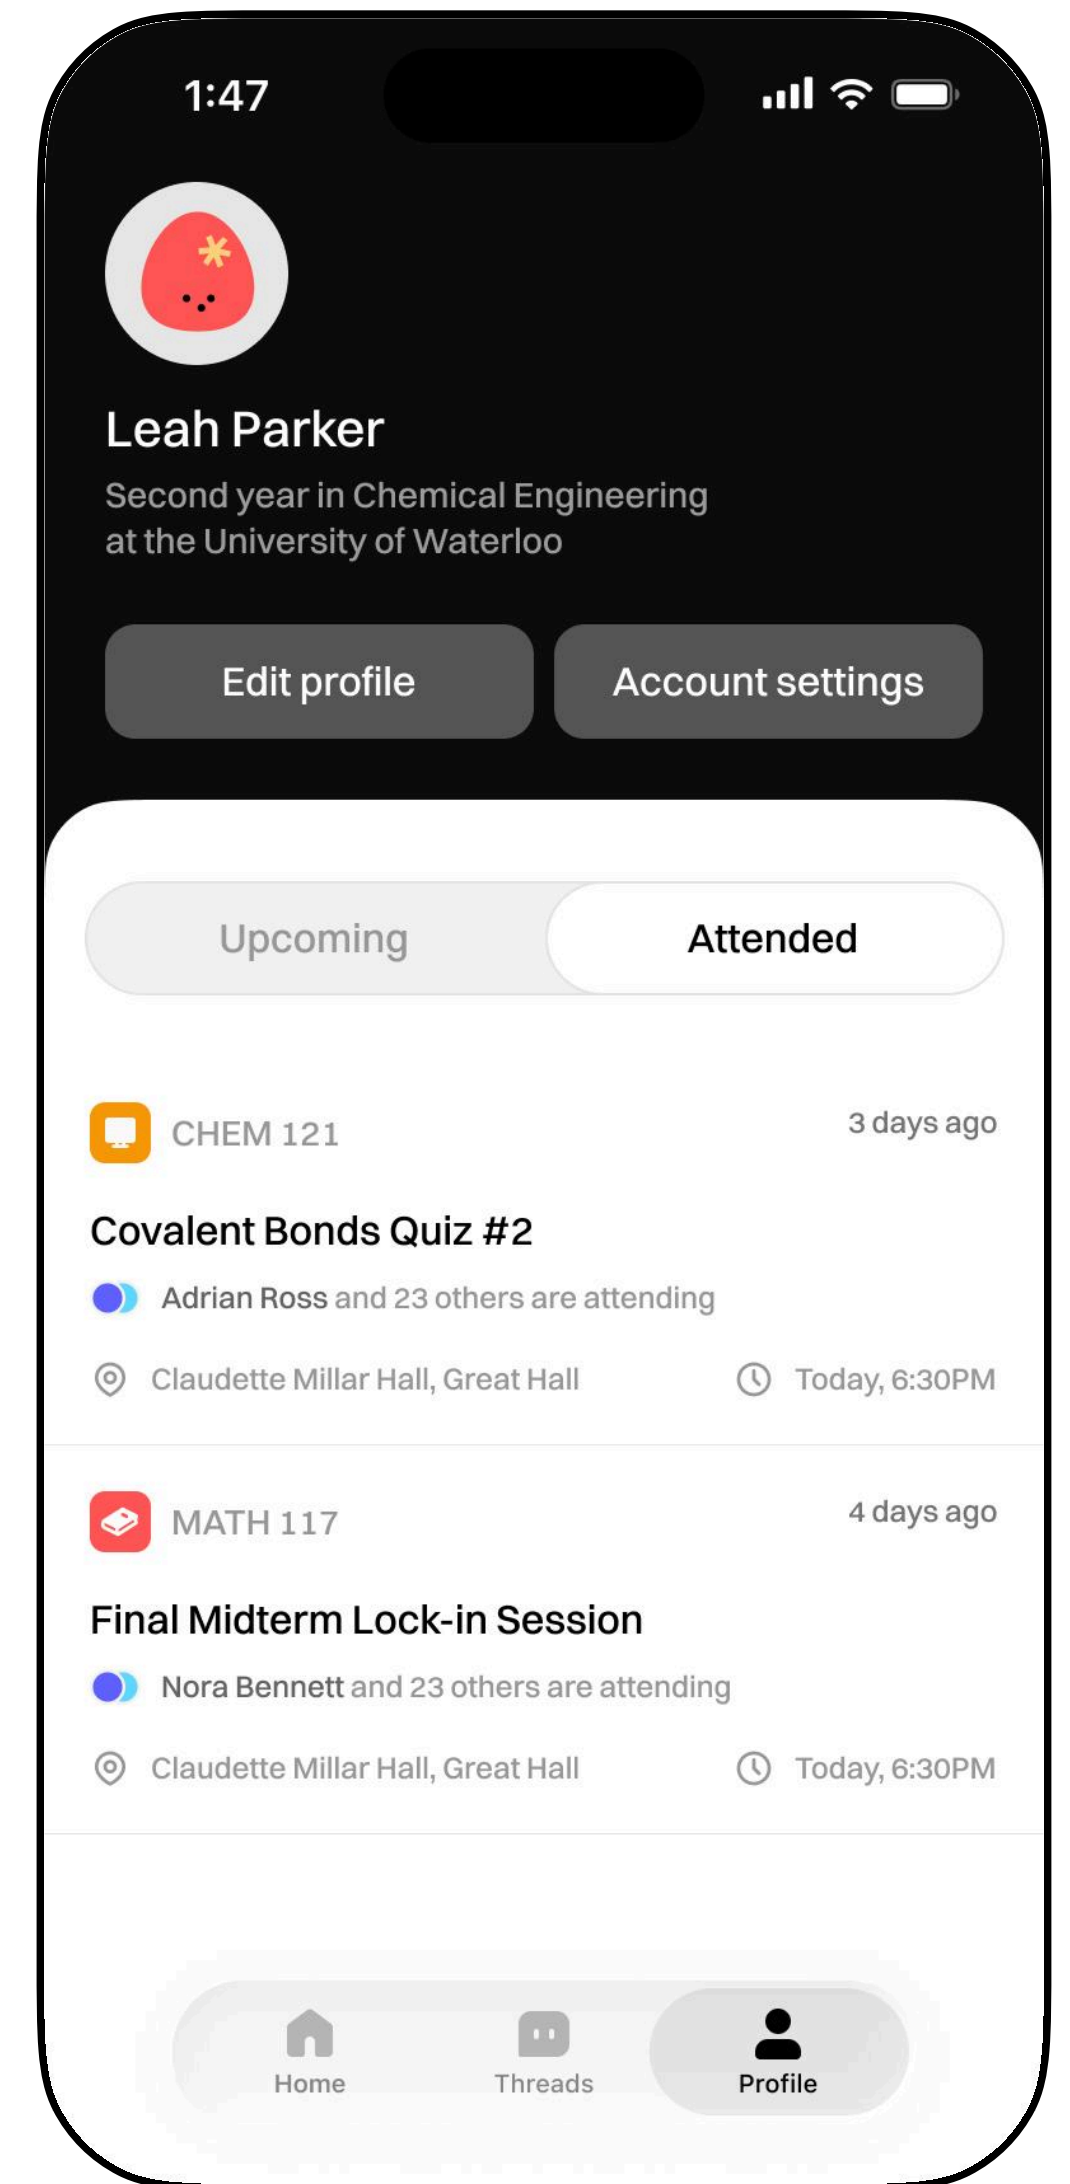 1:47
Leah Parker
Second year in Chemical Engineering
at the University of Waterloo
Edit profile
Account settings
Upcoming
Attended
CHEM 121
3 days ago
Covalent Bonds Quiz #2
Adrian Ross and 23 others are attending
Claudette Millar Hall, Great Hall
Today, 6:30PM
MATH 117
4 days ago
Final Midterm Lock-in Session
Nora Bennett and 23 others are attending
Claudette Millar Hall, Great Hall
Today, 6:30PM
Home
Threads
Profile